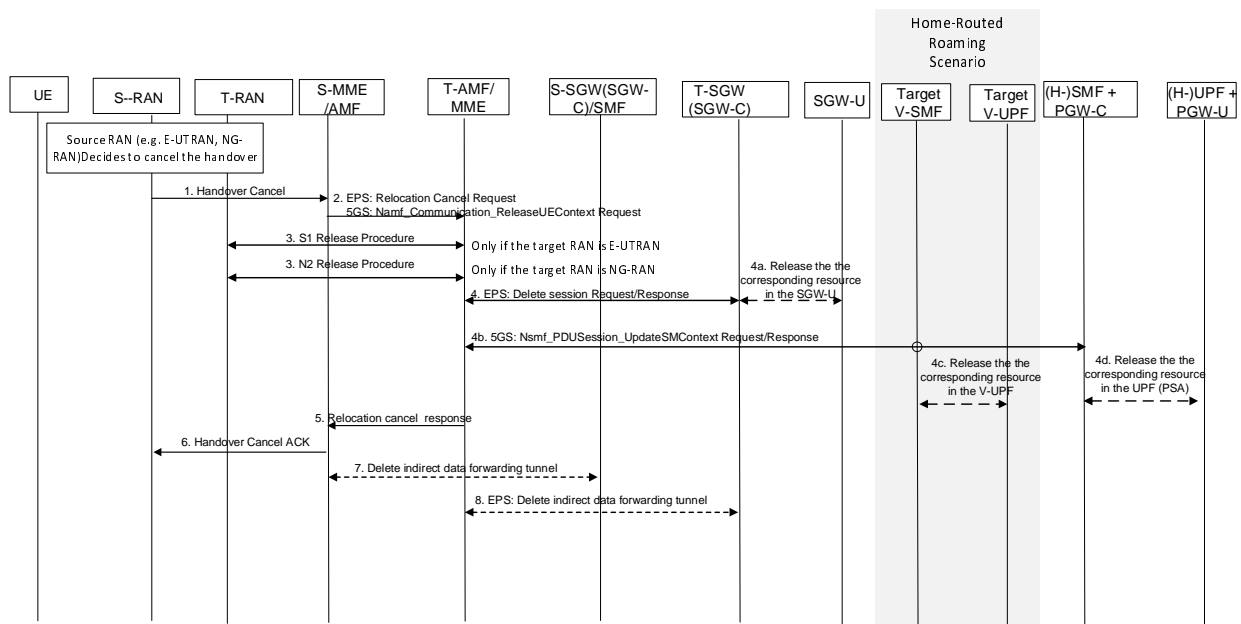 Home-Routed
Roaming
Scenario
UE
S--RAN
T-RAN
S-MME
/AMF
T-AMF/
MME
S-SGW(SGW-
C)/SMF
T-SGW
(SGW-C)
SGW-U
Target
V-SMF
Target
V-UPF
(H-)SMF +
PGW-C
(H-)UPF +
PGW-U
Source RAN (e.g. E-UTRAN, NG-
RAN)Decides to cancel the handover
1. Handover Cancel
2. EPS: Relocation Cancel Request
5GS: Namf_Communication_ReleaseUEContext Request
3. S1 Release Procedure
Only if the target RAN is E-UTRAN
3. N2 Release Procedure
Only if the target RAN is NG-RAN
4. EPS: Delete session Request/Response
4a. Release the the
corresponding resource
in the SGW-U
4b. 5GS: Nsmf_PDUSession_UpdateSMContext Request/Response
4c. Release the the
corresponding resource
in the V-UPF
4d. Release the the
corresponding resource
in the UPF (PSA)
5. Relocation cancel response
6. Handover Cancel ACK
7. Delete indirect data forwarding tunnel
8. EPS: Delete indirect data forwarding tunnel